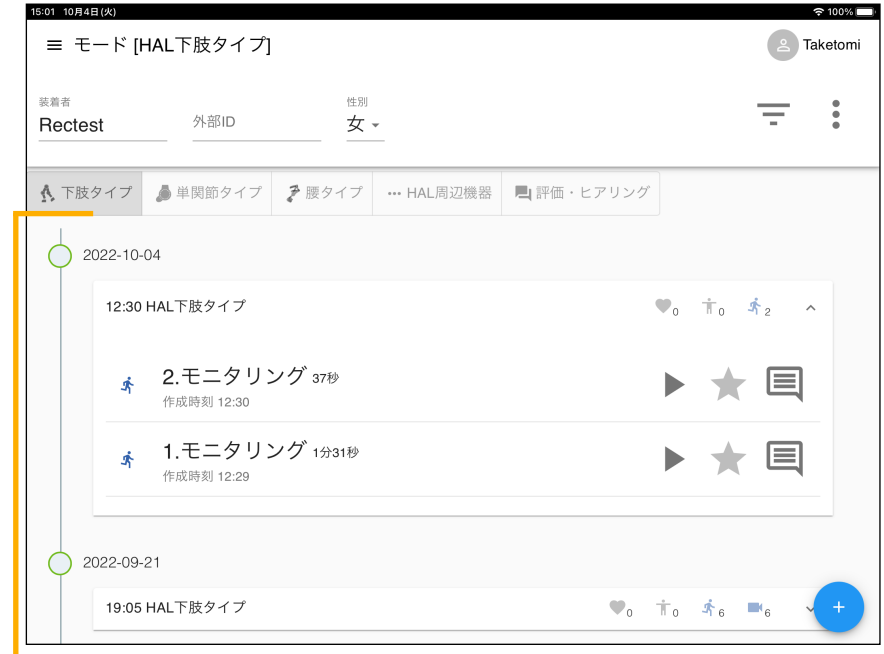 15:01 10月4日(火) 100%
モード [HAL下肢タイプ] Taketomi
装着者 性別
Rectest 外部ID 女
下肢タイプ 単関節タイプ 腰タイプ HAL周辺機器 評価・ヒアリング
2022-10-04
12:30 HAL下肢タイプ 0 0 2
2.モニタリング 37秒
作成時刻 12:30
1.モニタリング 1分31秒
作成時刻 12:29
2022-09-21
19:05 HAL下肢タイプ 0 0 6 6